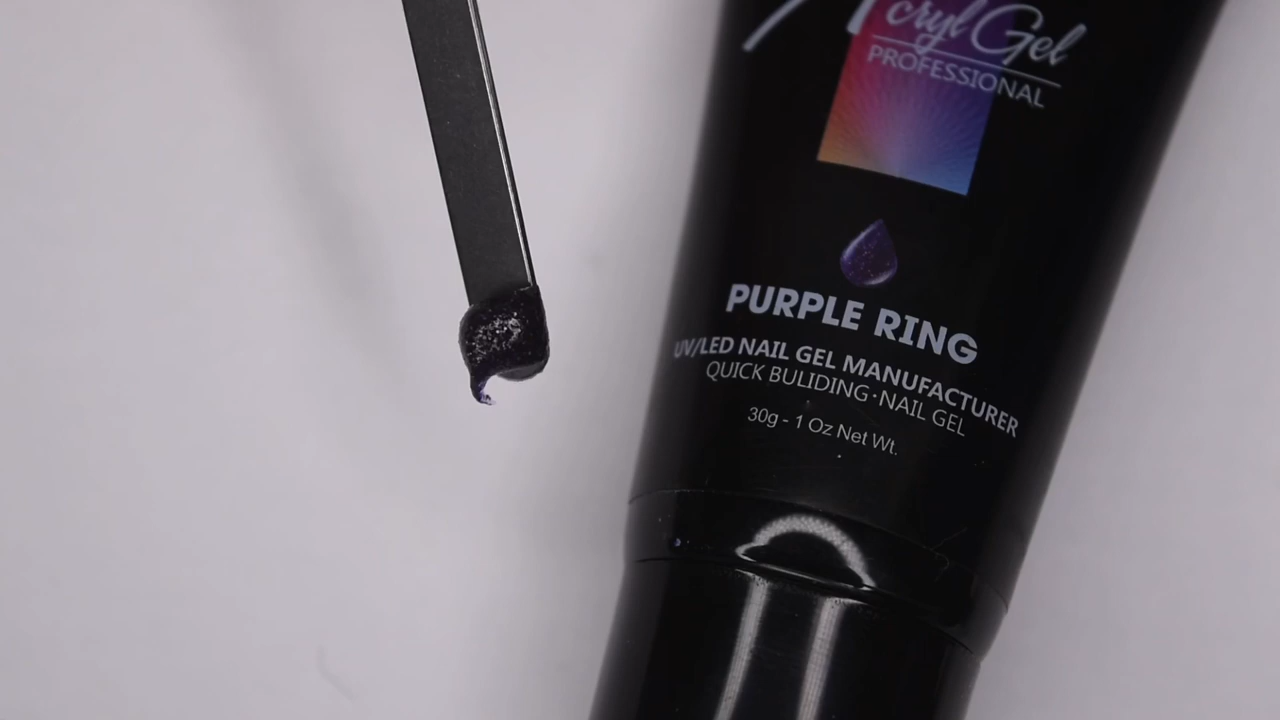 AcrylGel
PROFESSIONAL
PURPLE RING
UV/LED NAIL GEL MANUFACTURER
QUICK BULIDING·NAIL GEL
30g - 1 Oz Net Wt.